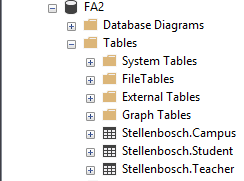 FA2
Database Diagrams
Tables
System Tables
FileTables
External Tables
Graph Tables
Stellenbosch.Campus
Stellenbosch.Student
Stellenbosch.Teacher